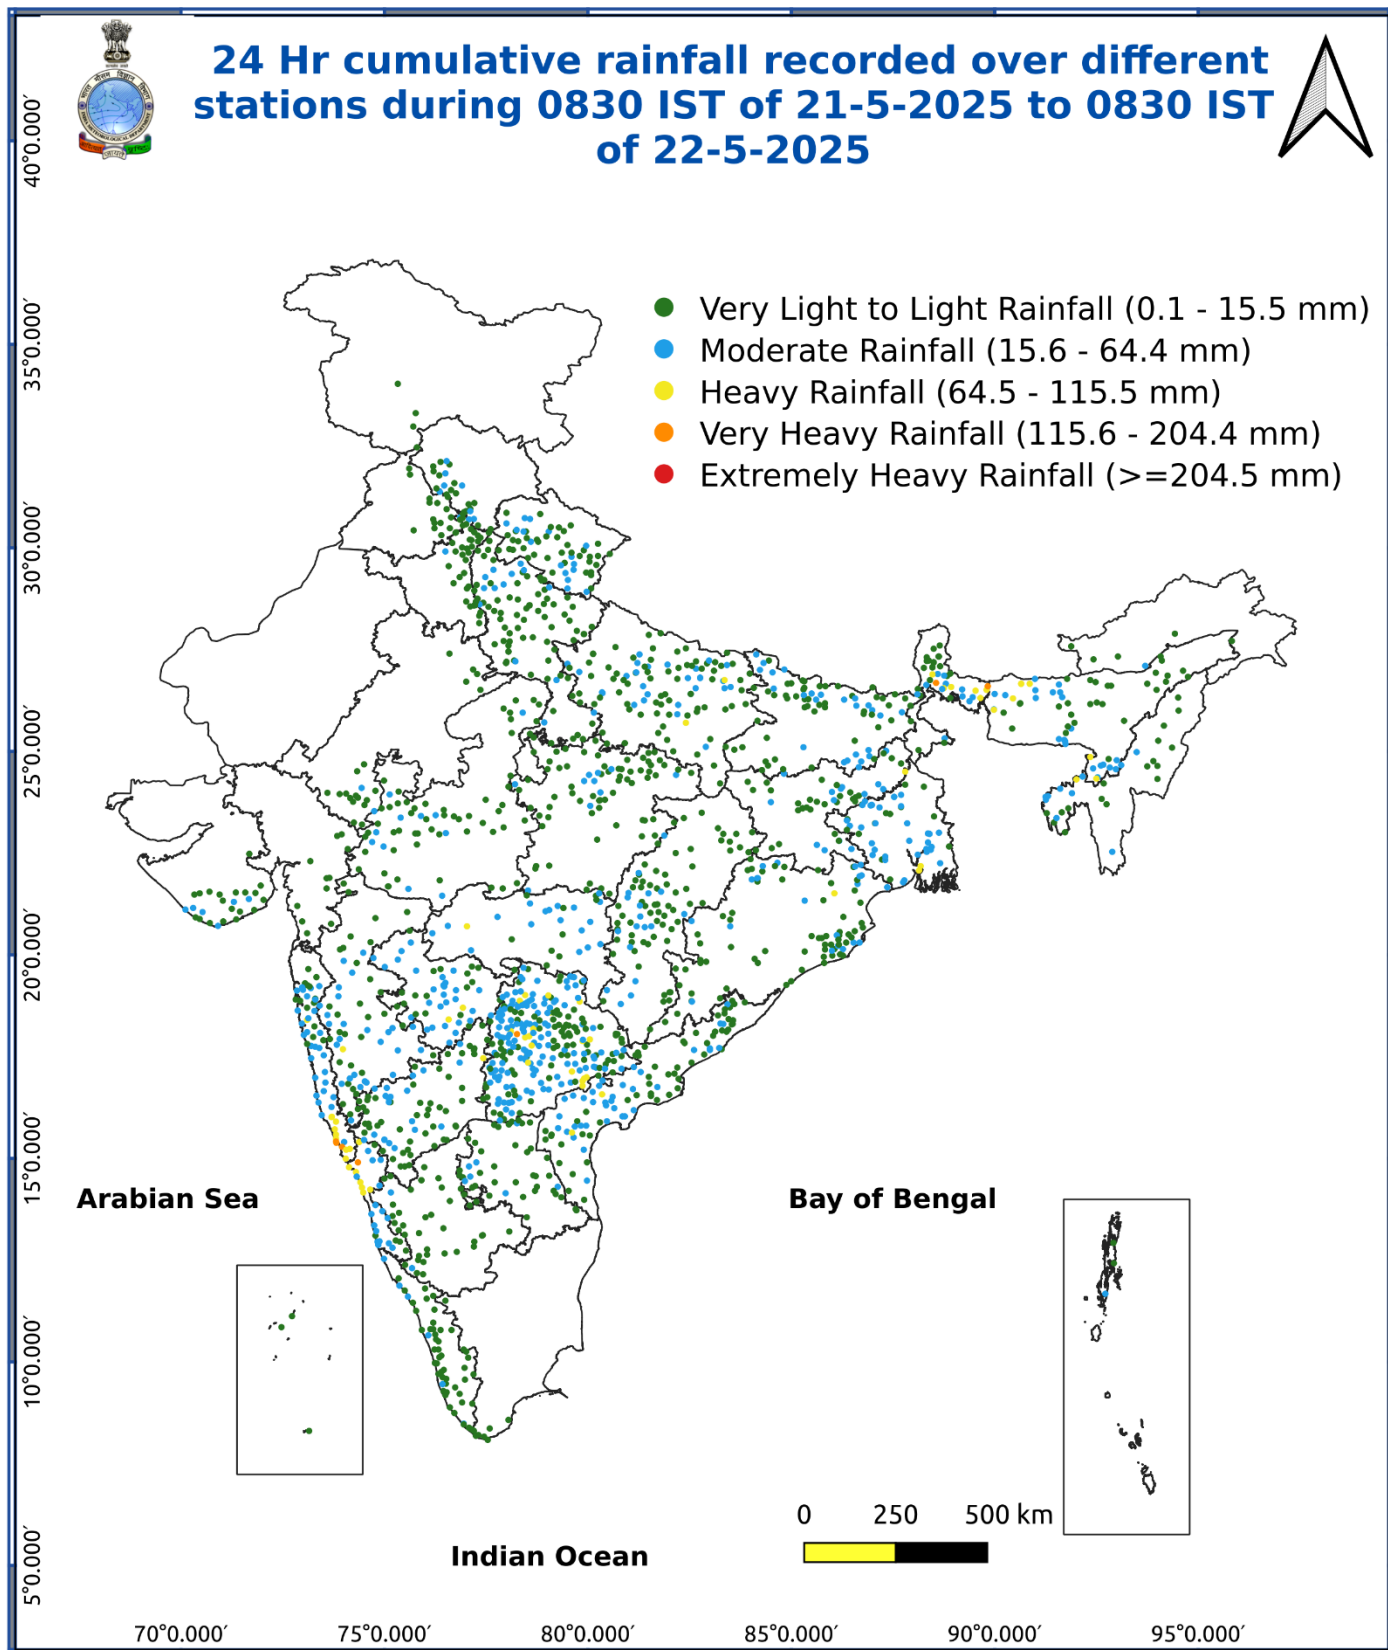 24 Hr cumulative rainfall recorded over different
stations during 0830 IST of 21-5-2025 to 0830 IST
of 22-5-2025
Very Light to Light Rainfall (0.1 - 15.5 mm)
Moderate Rainfall (15.6 - 64.4 mm)
Heavy Rainfall (64.5 - 115.5 mm)
Very Heavy Rainfall (115.6 - 204.4 mm)
Extremely Heavy Rainfall (>=204.5 mm)
40°0.000′
35°0.000′
30°0.000′
25°0.000′
20°0.000′
15°0.000′
10°0.000′
5°0.000′
Arabian Sea
Bay of Bengal
Indian Ocean
0 250 500 km
70°0.000′ 75°0.000′ 80°0.000′ 85°0.000′ 90°0.000′ 95°0.000′